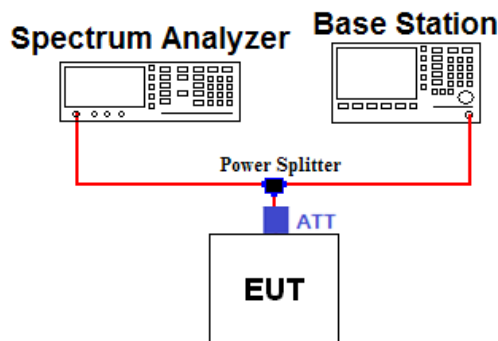 Spectrum Analyzer
Base Station
Power Splitter
ATT
EUT